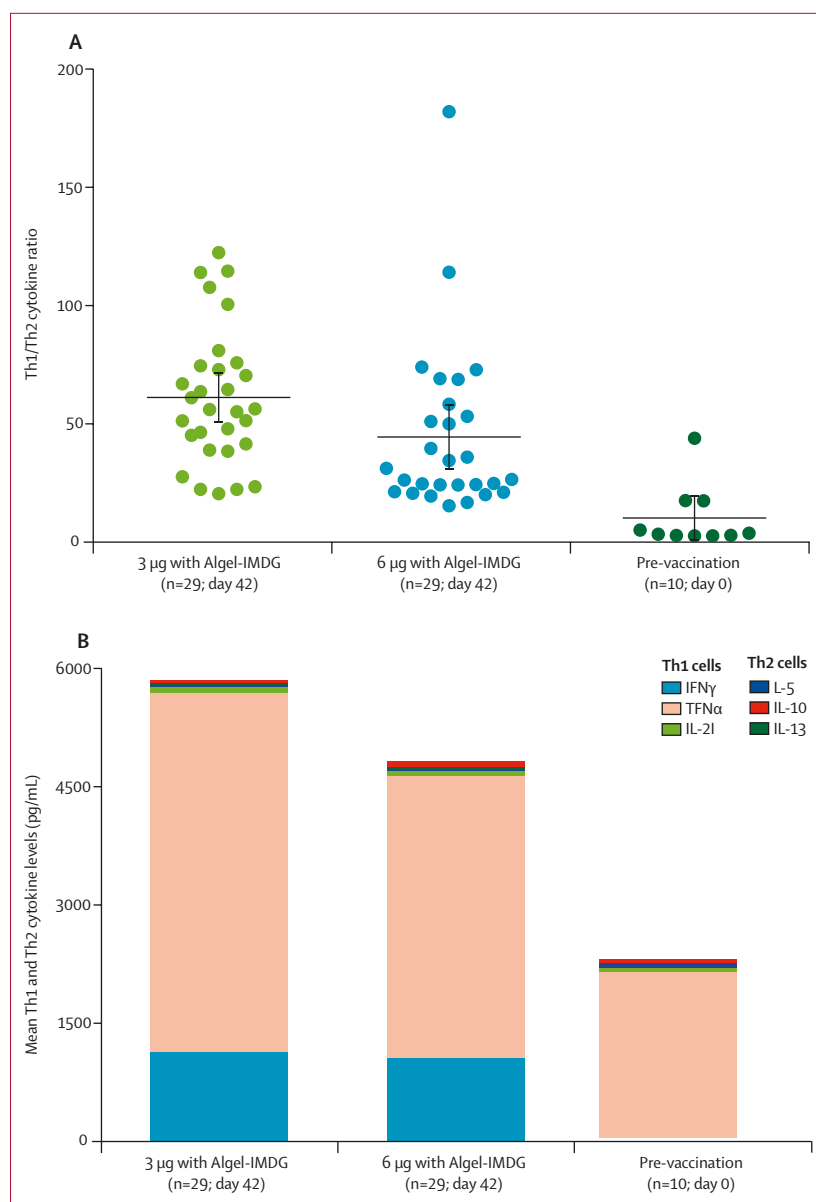 A
200
150
100
50
0
Th1/Th2 cytokine ratio
3 µg with Algel-IMDG
(n=29; day 42)
6 µg with Algel-IMDG
(n=29; day 42)
Pre-vaccination
(n=10; day 0)
B
6000
4500
3000
1500
0
Mean Th1 and Th2 cytokine levels (pg/mL)
Th1 cells
IFNγ
TFNα
IL-2I
Th2 cells
L-5
IL-10
IL-13
3 µg with Algel-IMDG
(n=29; day 42)
6 µg with Algel-IMDG
(n=29; day 42)
Pre-vaccination
(n=10; day 0)